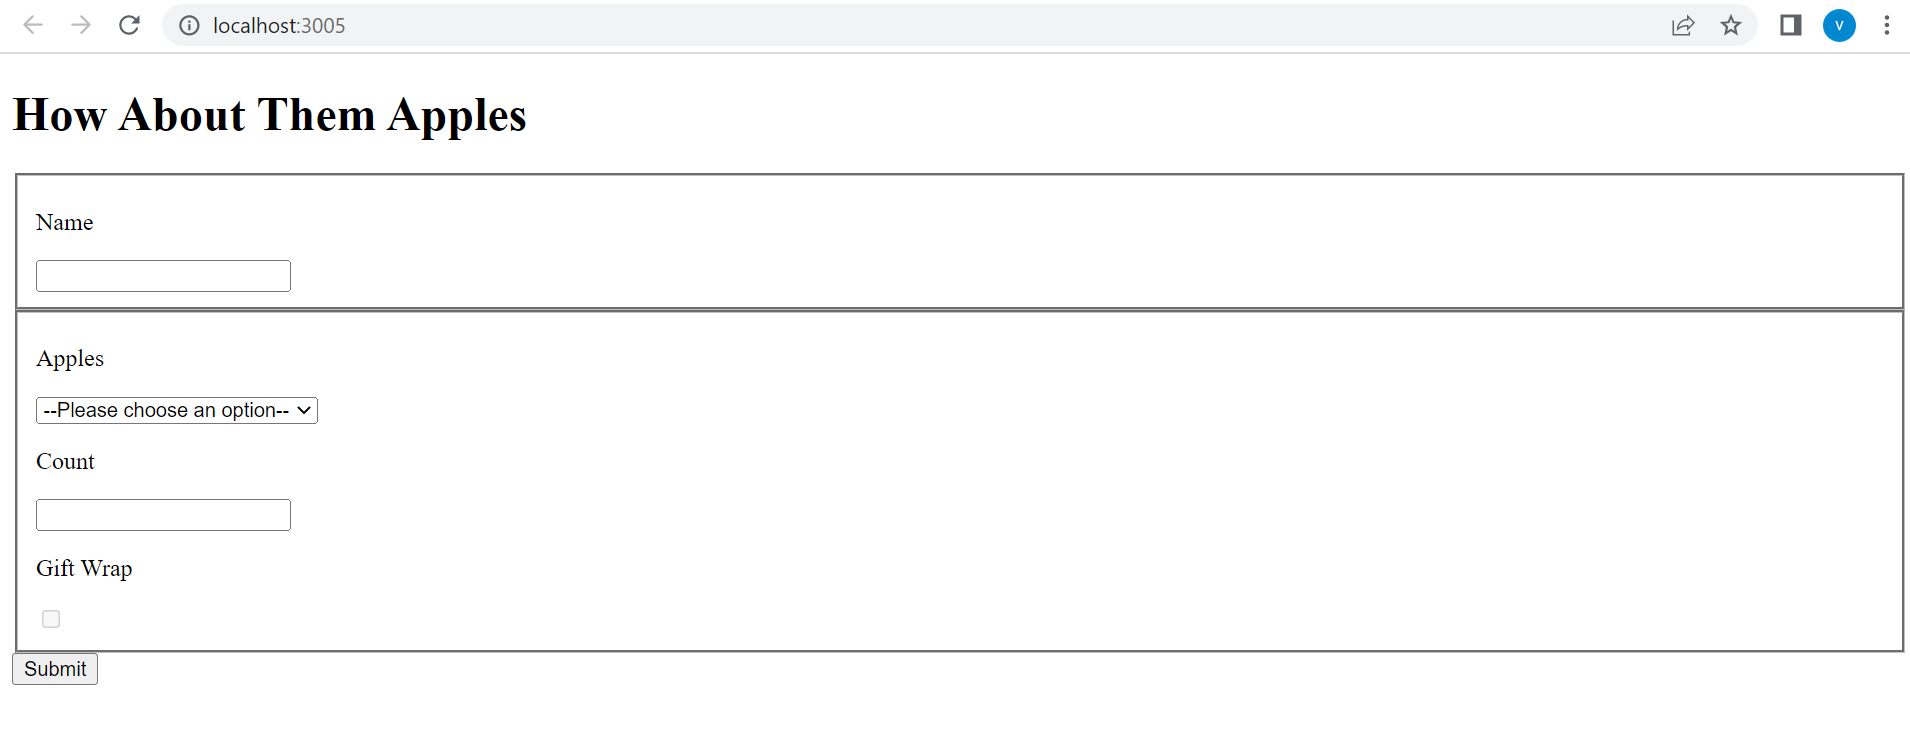 localhost:3005
V
How About Them Apples
Name
Apples
--Please choose an option--
Count
Gift Wrap
Submit